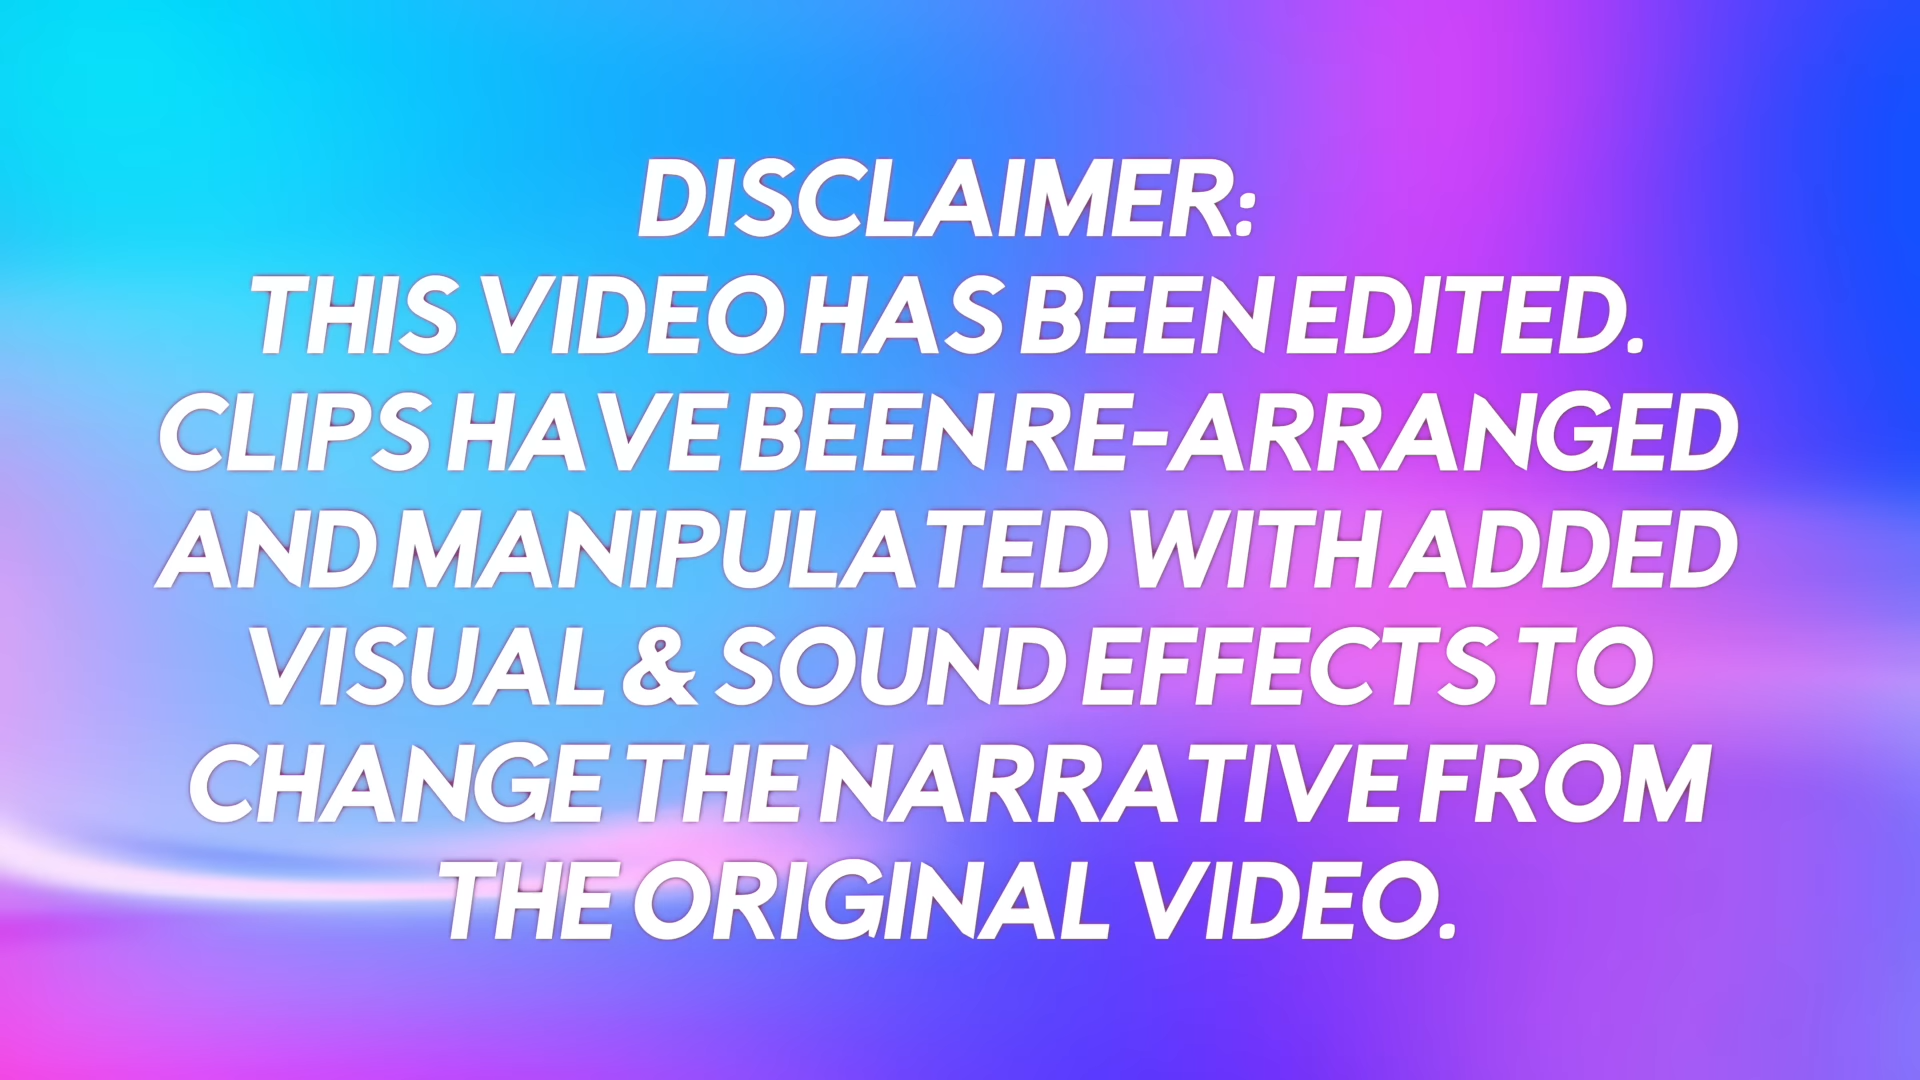 DISCLAIMER:
THIS VIDEO HAS BEEN EDITED.
CLIPS HAVE BEEN RE-ARRANGED
AND MANIPULATED WITH ADDED
VISUAL & SOUND EFFECTS TO
CHANGE THE NARRATIVE FROM
THE ORIGINAL VIDEO.